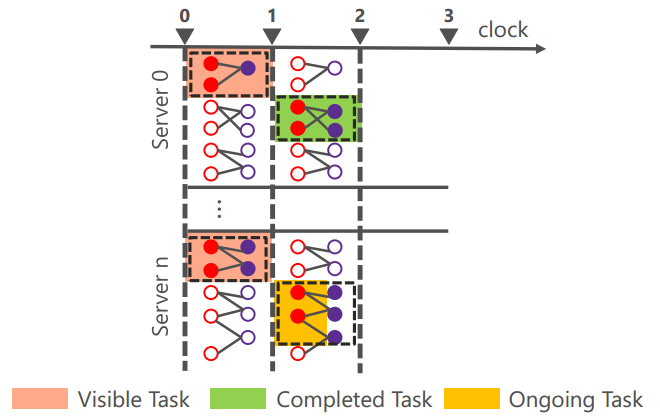 0 1 2 3
clock
Server 0
...
Server n
Visible Task Completed Task Ongoing Task